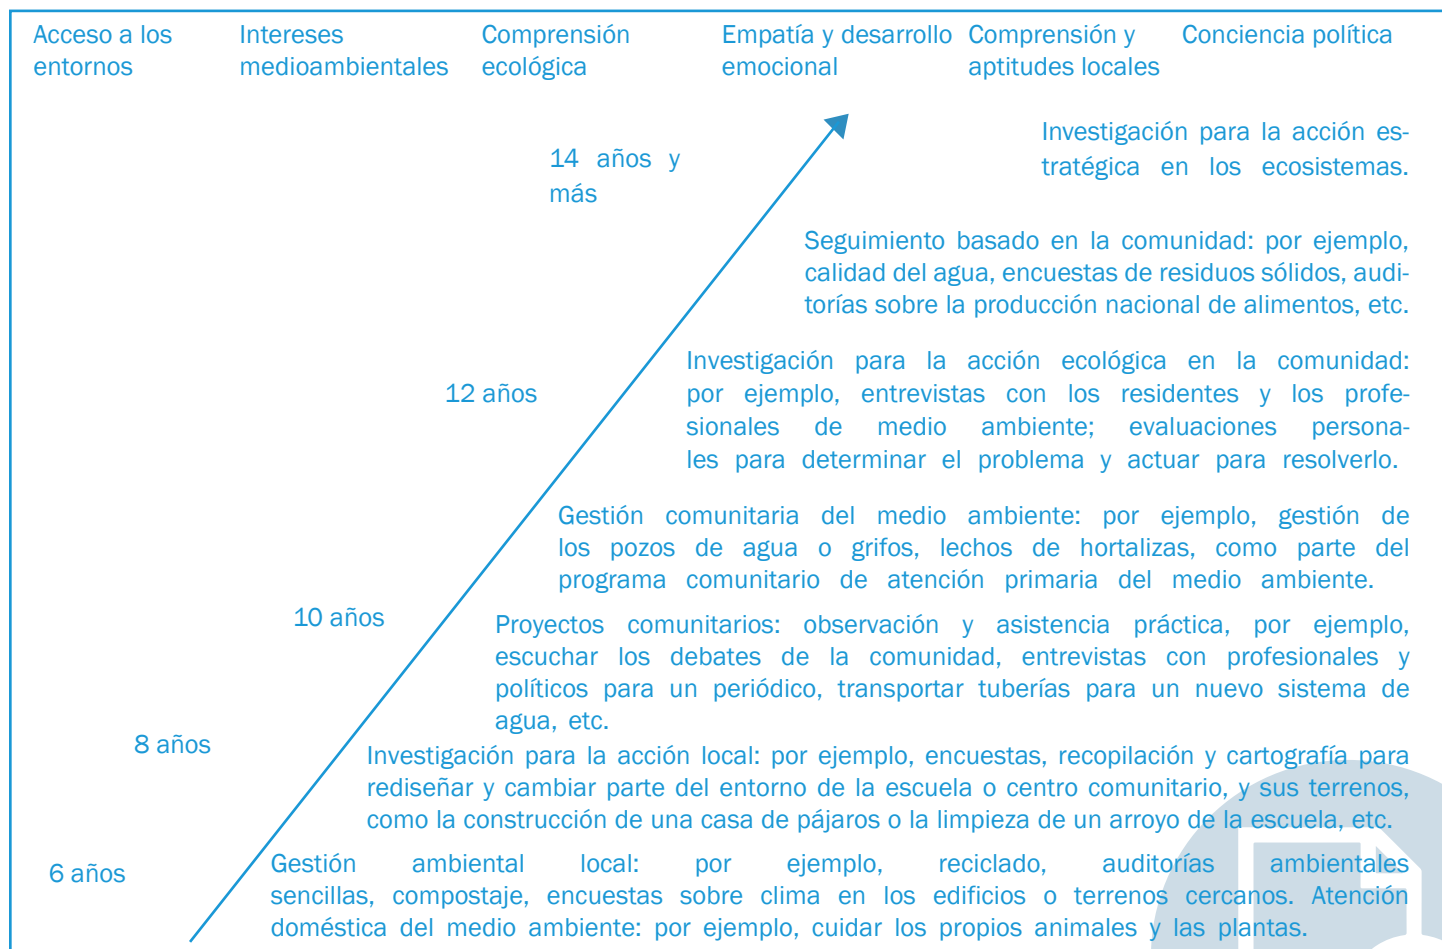 Acceso a los
entornos
Intereses
medioambientales
Comprensión
ecológica
Empatía y desarrollo
emocional
Comprensión y
aptitudes locales
Conciencia política
14 años y
más
Investigación para la acción es-
tratégica en los ecosistemas.
Seguimiento basado en la comunidad: por ejemplo,
calidad del agua, encuestas de residuos sólidos, audi-
torías sobre la producción nacional de alimentos, etc.
12 años
Investigación para la acción ecológica en la comunidad:
por ejemplo, entrevistas con los residentes y los profe-
sionales de medio ambiente; evaluaciones persona-
les para determinar el problema y actuar para resolverlo.
Gestión comunitaria del medio ambiente: por ejemplo, gestión de
los pozos de agua o grifos, lechos de hortalizas, como parte del
programa comunitario de atención primaria del medio ambiente.
10 años
Proyectos comunitarios: observación y asistencia práctica, por ejemplo,
escuchar los debates de la comunidad, entrevistas con profesionales y
políticos para un periódico, transportar tuberías para un nuevo sistema de
agua, etc.
8 años
Investigación para la acción local: por ejemplo, encuestas, recopilación y cartografía para
rediseñar y cambiar parte del entorno de la escuela o centro comunitario, y sus terrenos,
como la construcción de una casa de pájaros o la limpieza de un arroyo de la escuela, etc.
6 años
Gestión ambiental local: por ejemplo, reciclado, auditorías ambientales
sencillas, compostaje, encuestas sobre clima en los edificios o terrenos cercanos. Atención
doméstica del medio ambiente: por ejemplo, cuidar los propios animales y las plantas.